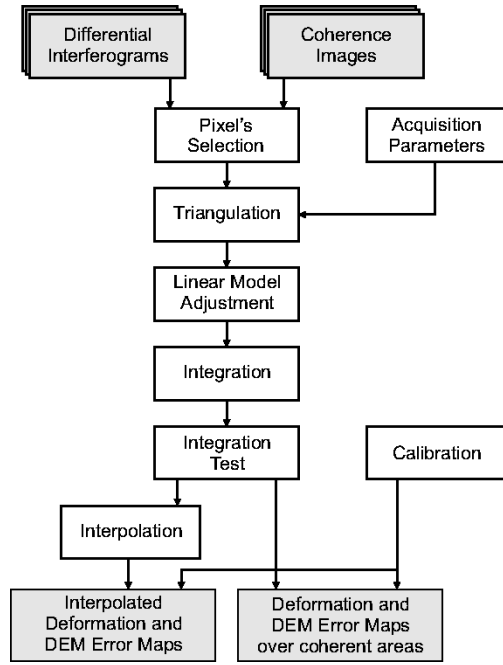 Differential
Interferograms
Coherence
Images
Pixel's
Selection
Acquisition
Parameters
Triangulation
Linear Model
Adjustment
Integration
Integration
Test
Calibration
Interpolation
Interpolated
Deformation and
DEM Error Maps
Deformation and
DEM Error Maps
over coherent areas